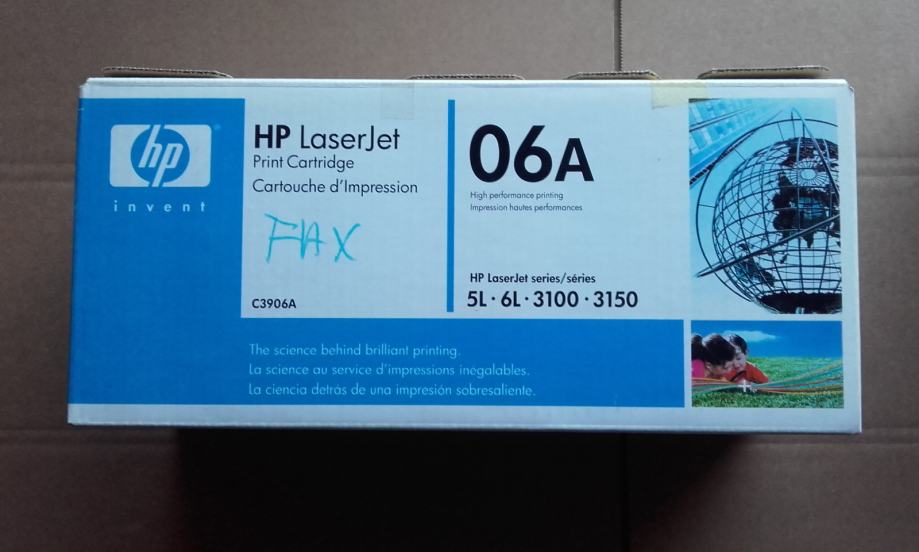 hp
invent
HP LaserJet
Print Cartridge
Cartouche d'Impression
FAX
C3906A
06A
High performance printing
Impression hautes performances
HP LaserJet series/séries
5L · 6L · 3100 · 3150
The science behind brilliant printing.
La science au service d'impressions inégalables.
La ciencia detrás de una impresión sobresaliente.